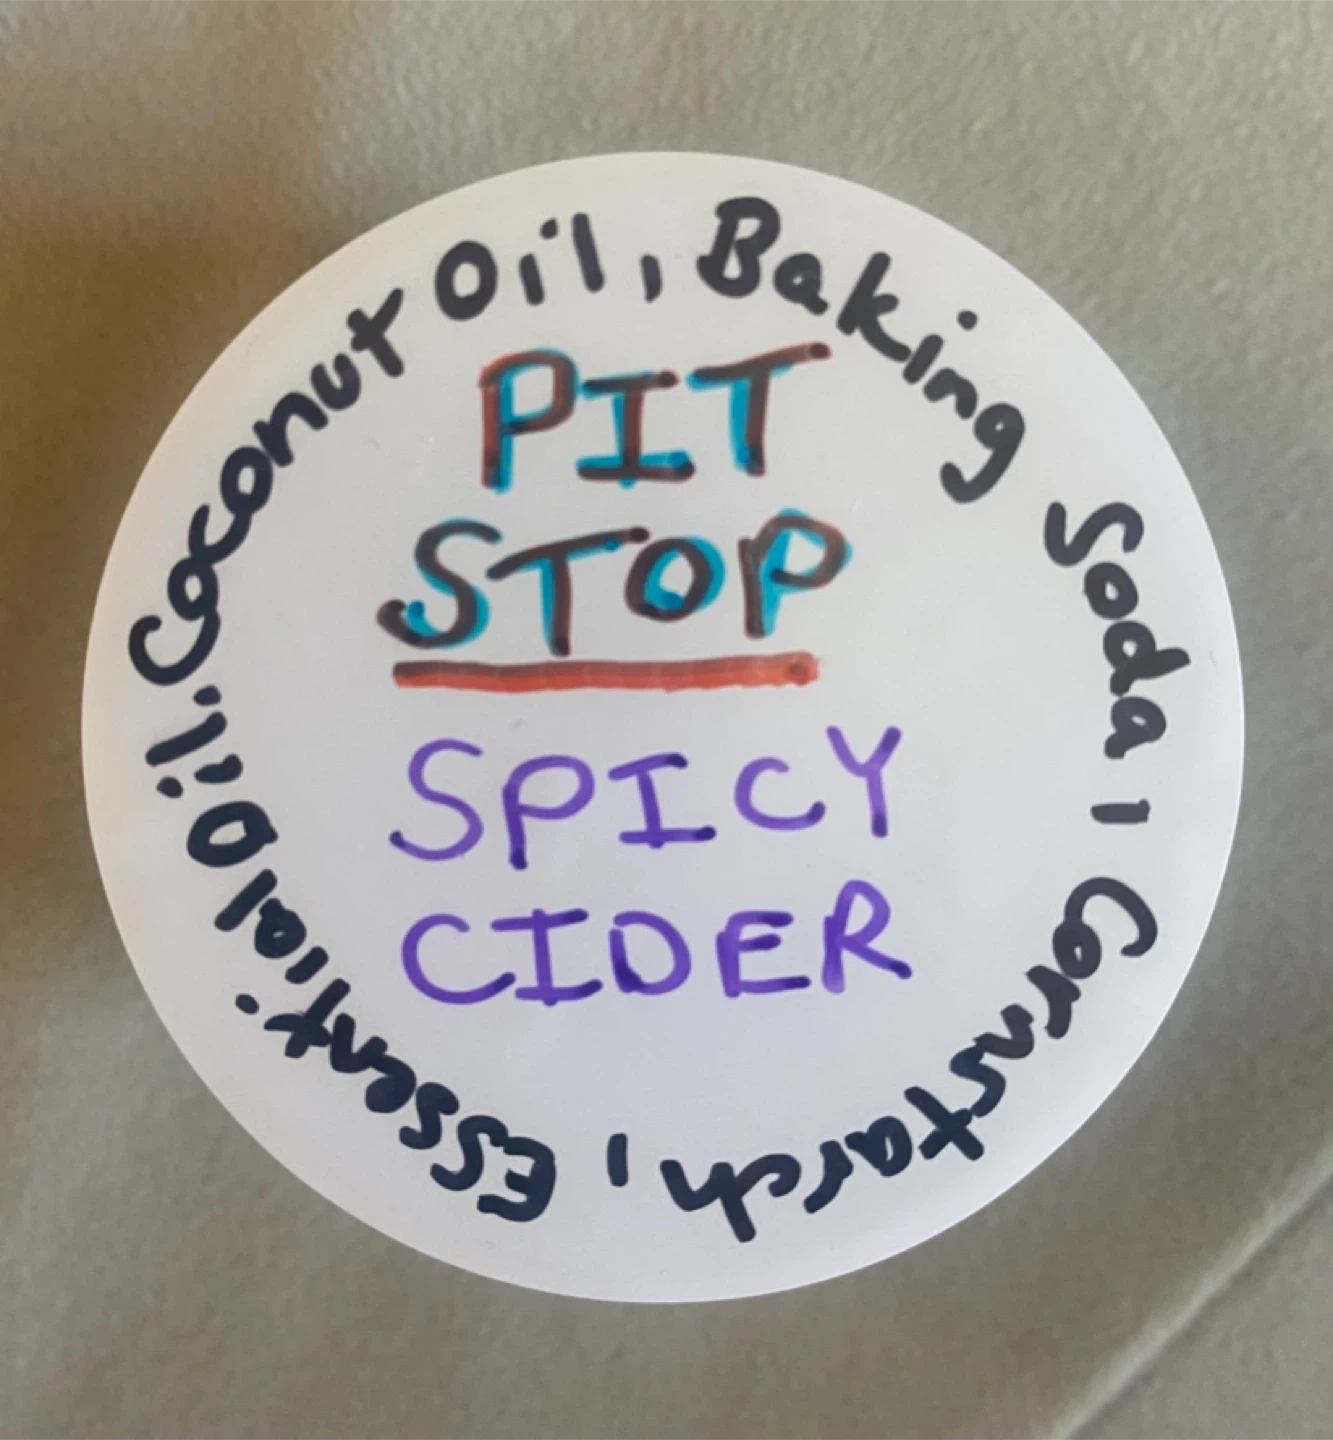 PIT
STOP
SPICY
CIDER
Coconut Oil, Baking Soda, Cornstarch, Essential Oil.